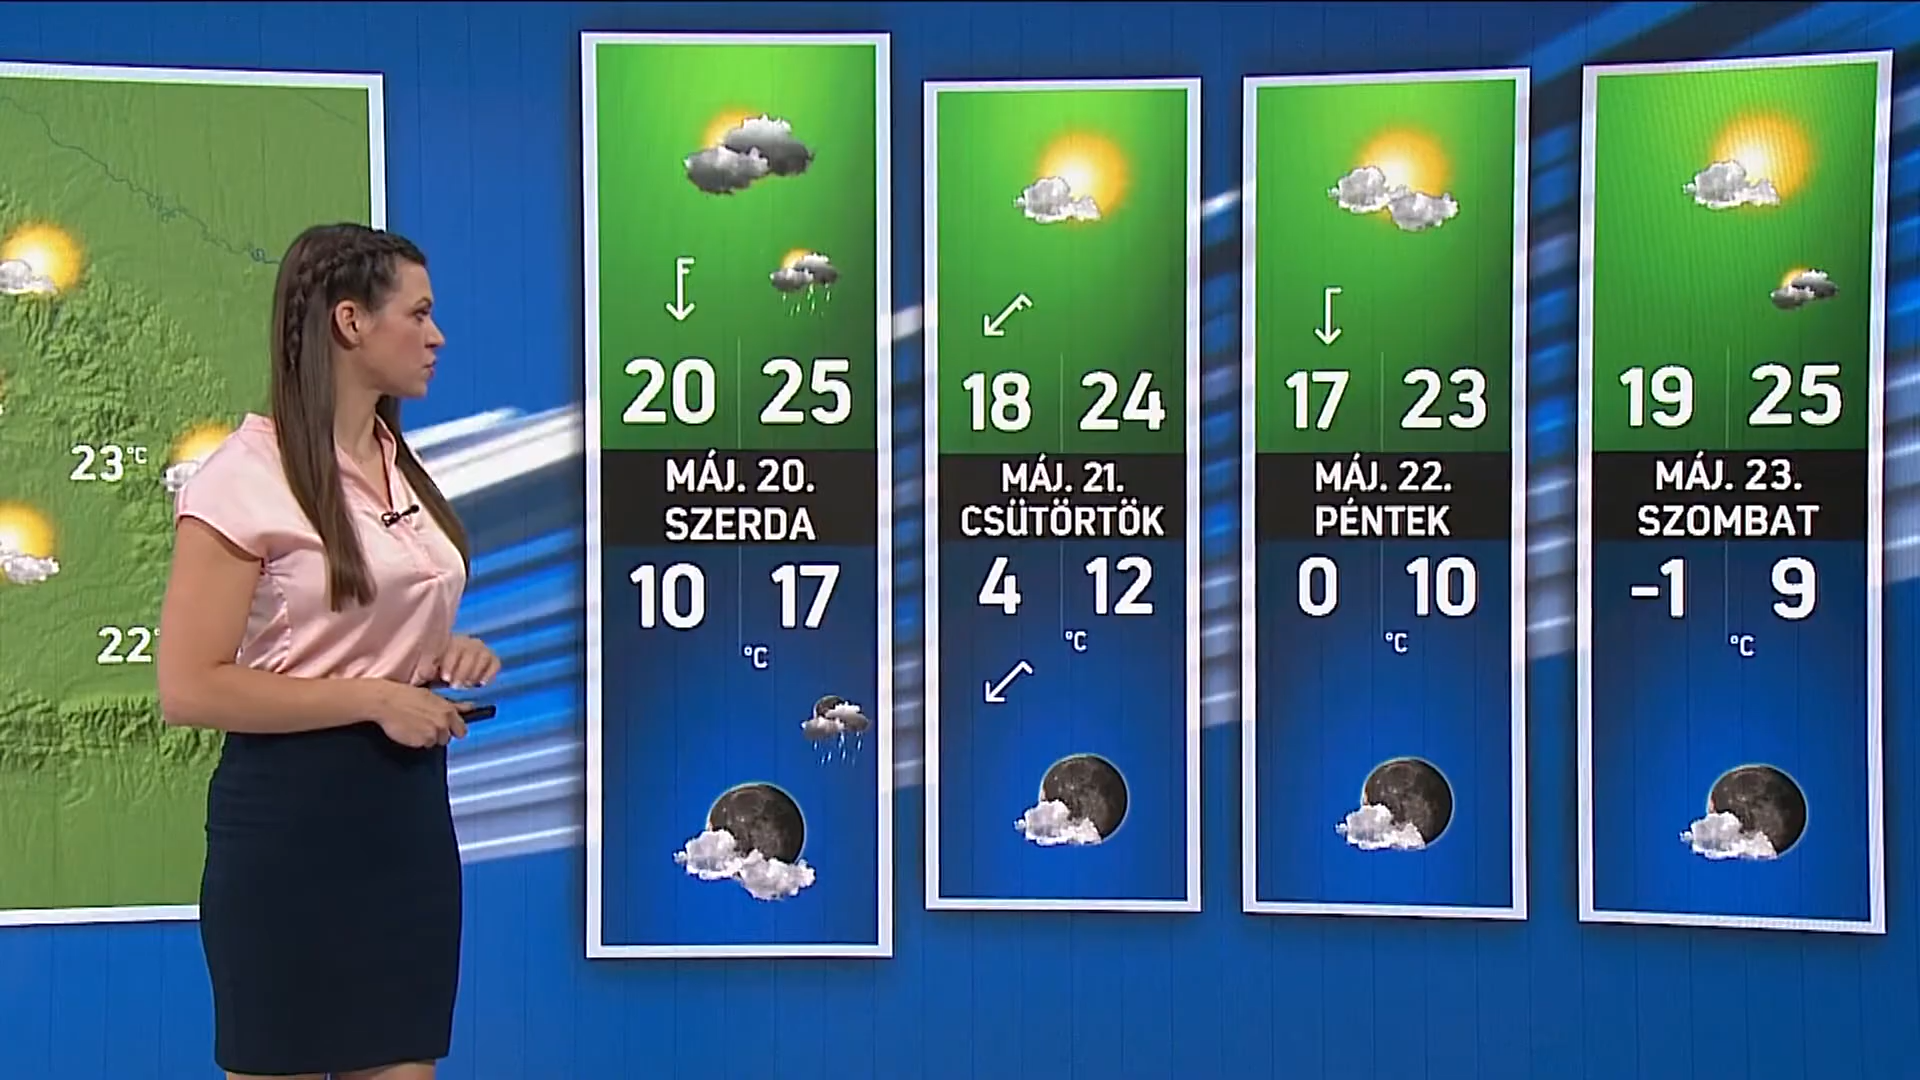 23°C
22°
20 25
MÁJ. 20.
SZERDA
10 17
°C
18 24
MÁJ. 21.
CSÜTÖRTÖK
4 12
°C
17 23
MÁJ. 22.
PÉNTEK
0 10
°C
19 25
MÁJ. 23.
SZOMBAT
-1 9
°C